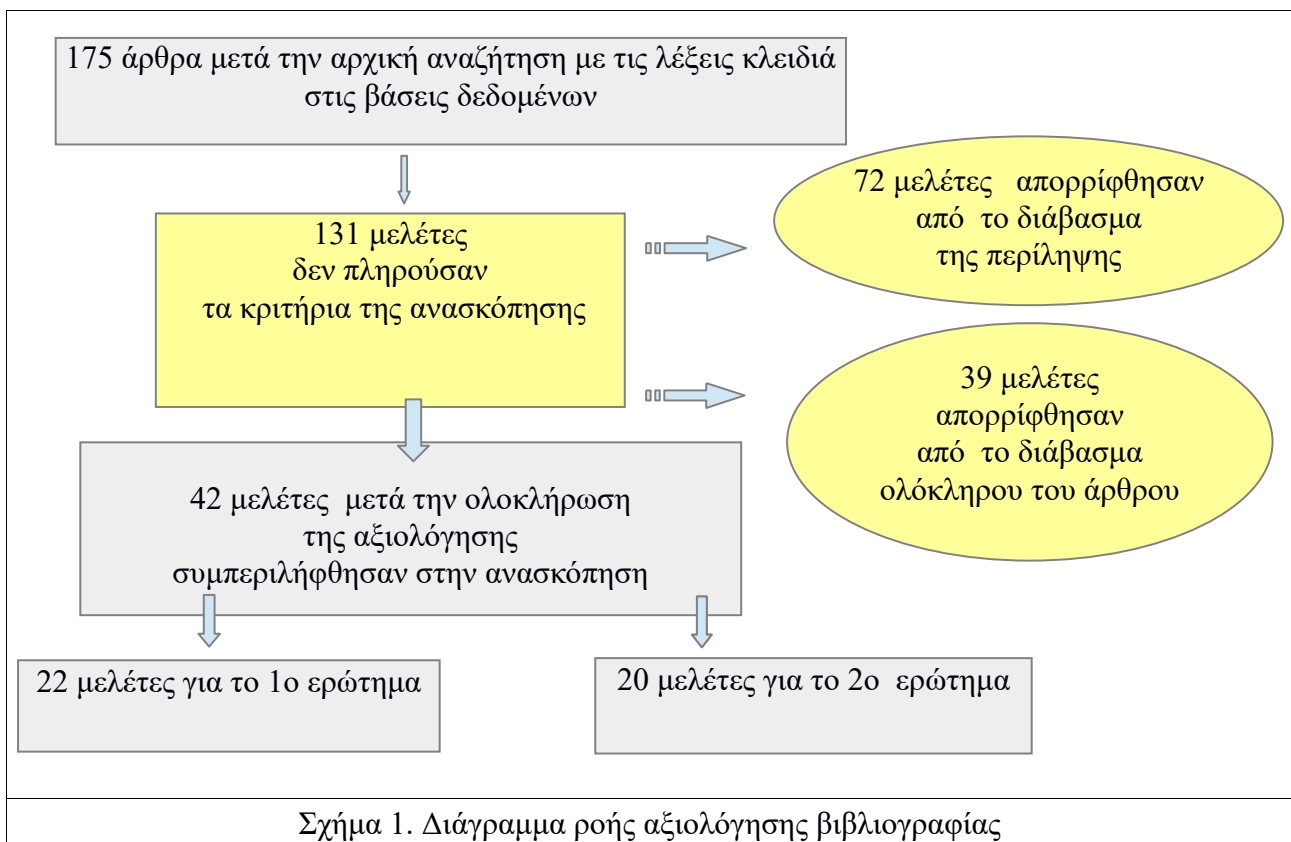 175 άρθρα μετά την αρχική αναζήτηση με τις λέξεις κλειδιά
στις βάσεις δεδομένων
72 μελέτες απορρίφθησαν
από το διάβασμα
της περίληψης
131 μελέτες
δεν πληρούσαν
τα κριτήρια της ανασκόπησης
39 μελέτες
απορρίφθησαν
από το διάβασμα
ολόκληρου του άρθρου
42 μελέτες μετά την ολοκλήρωση
της αξιολόγησης
συμπεριλήφθησαν στην ανασκόπηση
22 μελέτες για το 1ο ερώτημα
20 μελέτες για το 2ο ερώτημα
Σχήμα 1. Διάγραμμα ροής αξιολόγησης βιβλιογραφίας